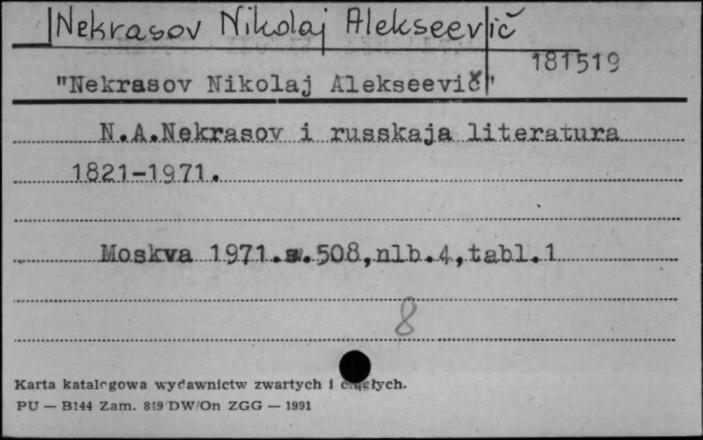 Nekrasov Nikolaj Alekseevič
181519
"Nekrasov Nikolaj Alekseevič"
N.A.Nekrasov i russkaja literatura
1821-1971.
Moskva 1971.s.508,nlb.4,tabl.1
8
Karta katalogowa wydawnictw zwartych i ciągłych.
PU — B144 Zam. 819 DW/On ZGG — 1991